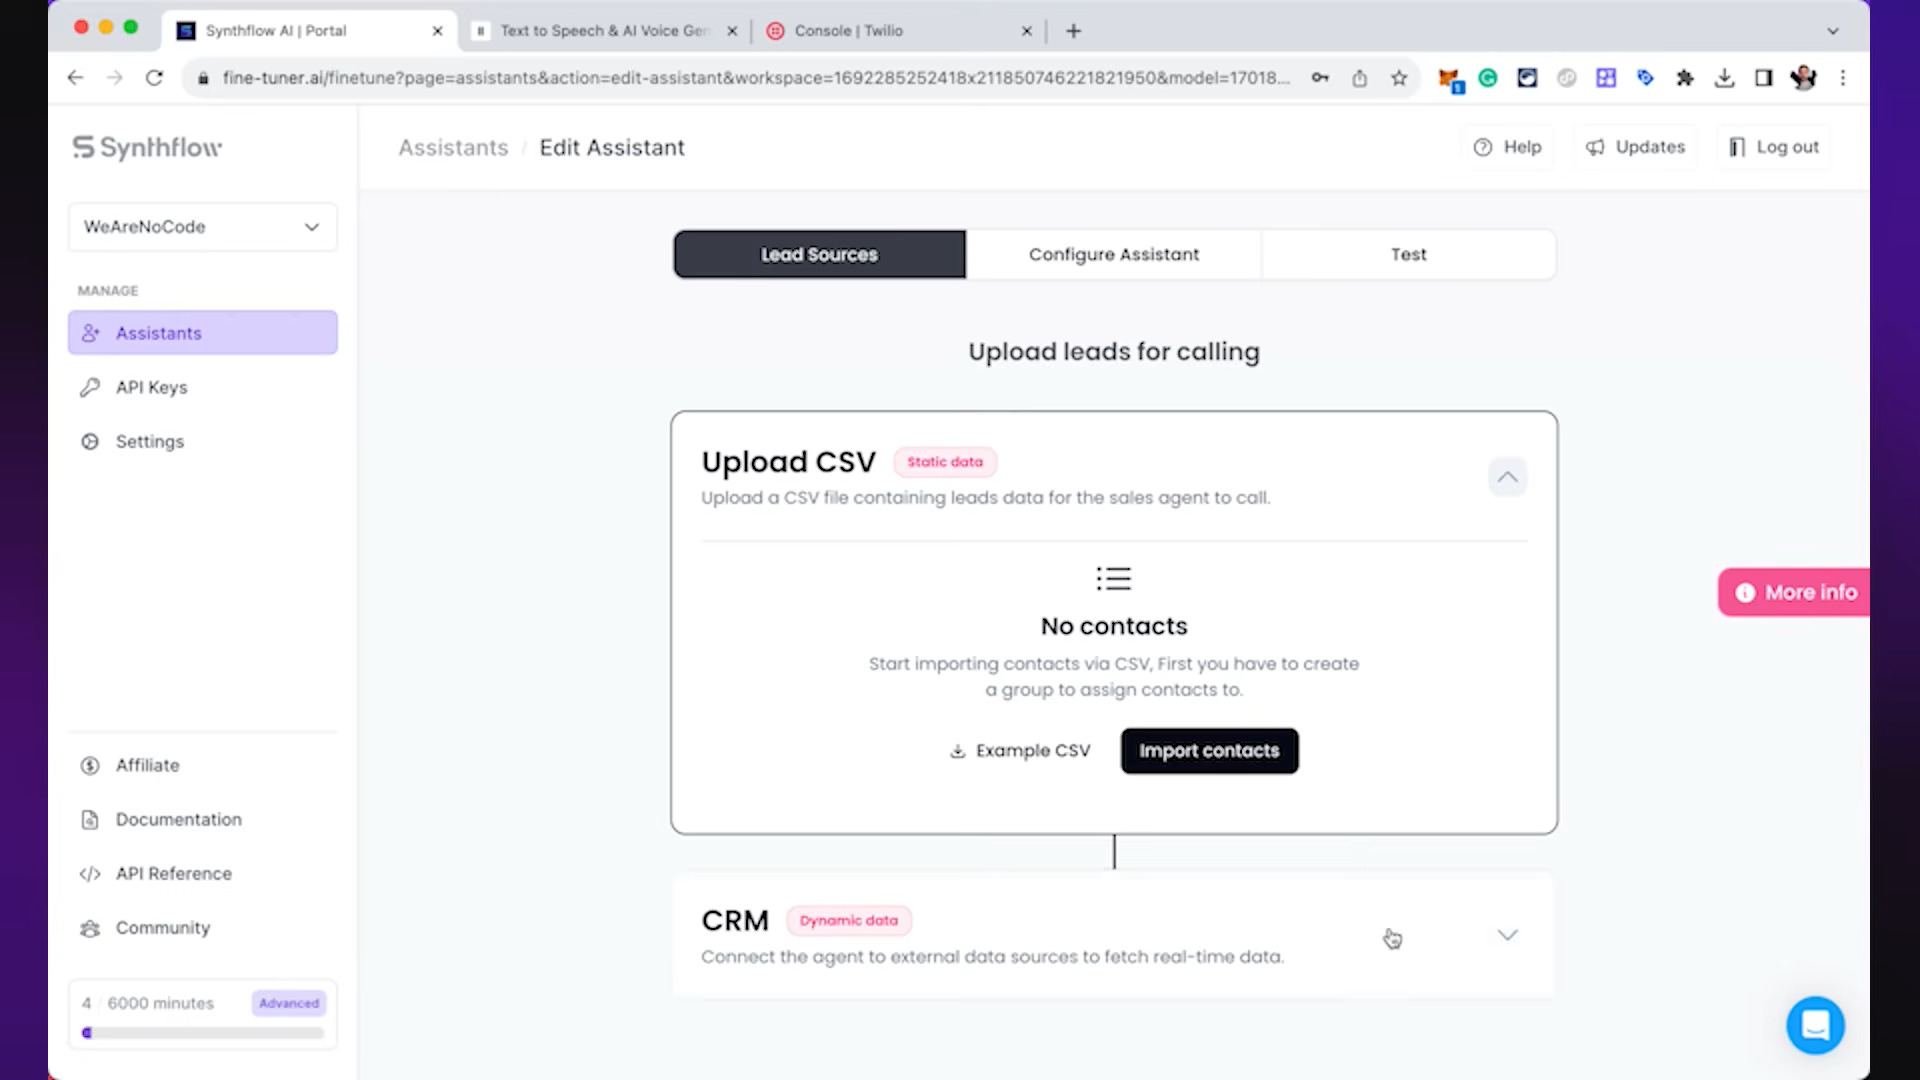 Synthflow AI | Portal
Text to Speech & AI Voice Gen
Console | Twilio
fine-tuner.ai/finetune?page=assistants&action=edit-assistant&workspace=1692285252418x211850746221821950&model=17018...
Synthflow
Assistants / Edit Assistant
Help
Updates
Log out
WeAreNoCode
MANAGE
Assistants
API Keys
Settings
Lead Sources
Configure Assistant
Test
Upload leads for calling
Upload CSV
Static data
Upload a CSV file containing leads data for the sales agent to call.
No contacts
Start importing contacts via CSV, First you have to create
a group to assign contacts to.
Example CSV
Import contacts
More info
CRM
Dynamic data
Connect the agent to external data sources to fetch real-time data.
Affiliate
Documentation
API Reference
Community
4 / 6000 minutes
Advanced